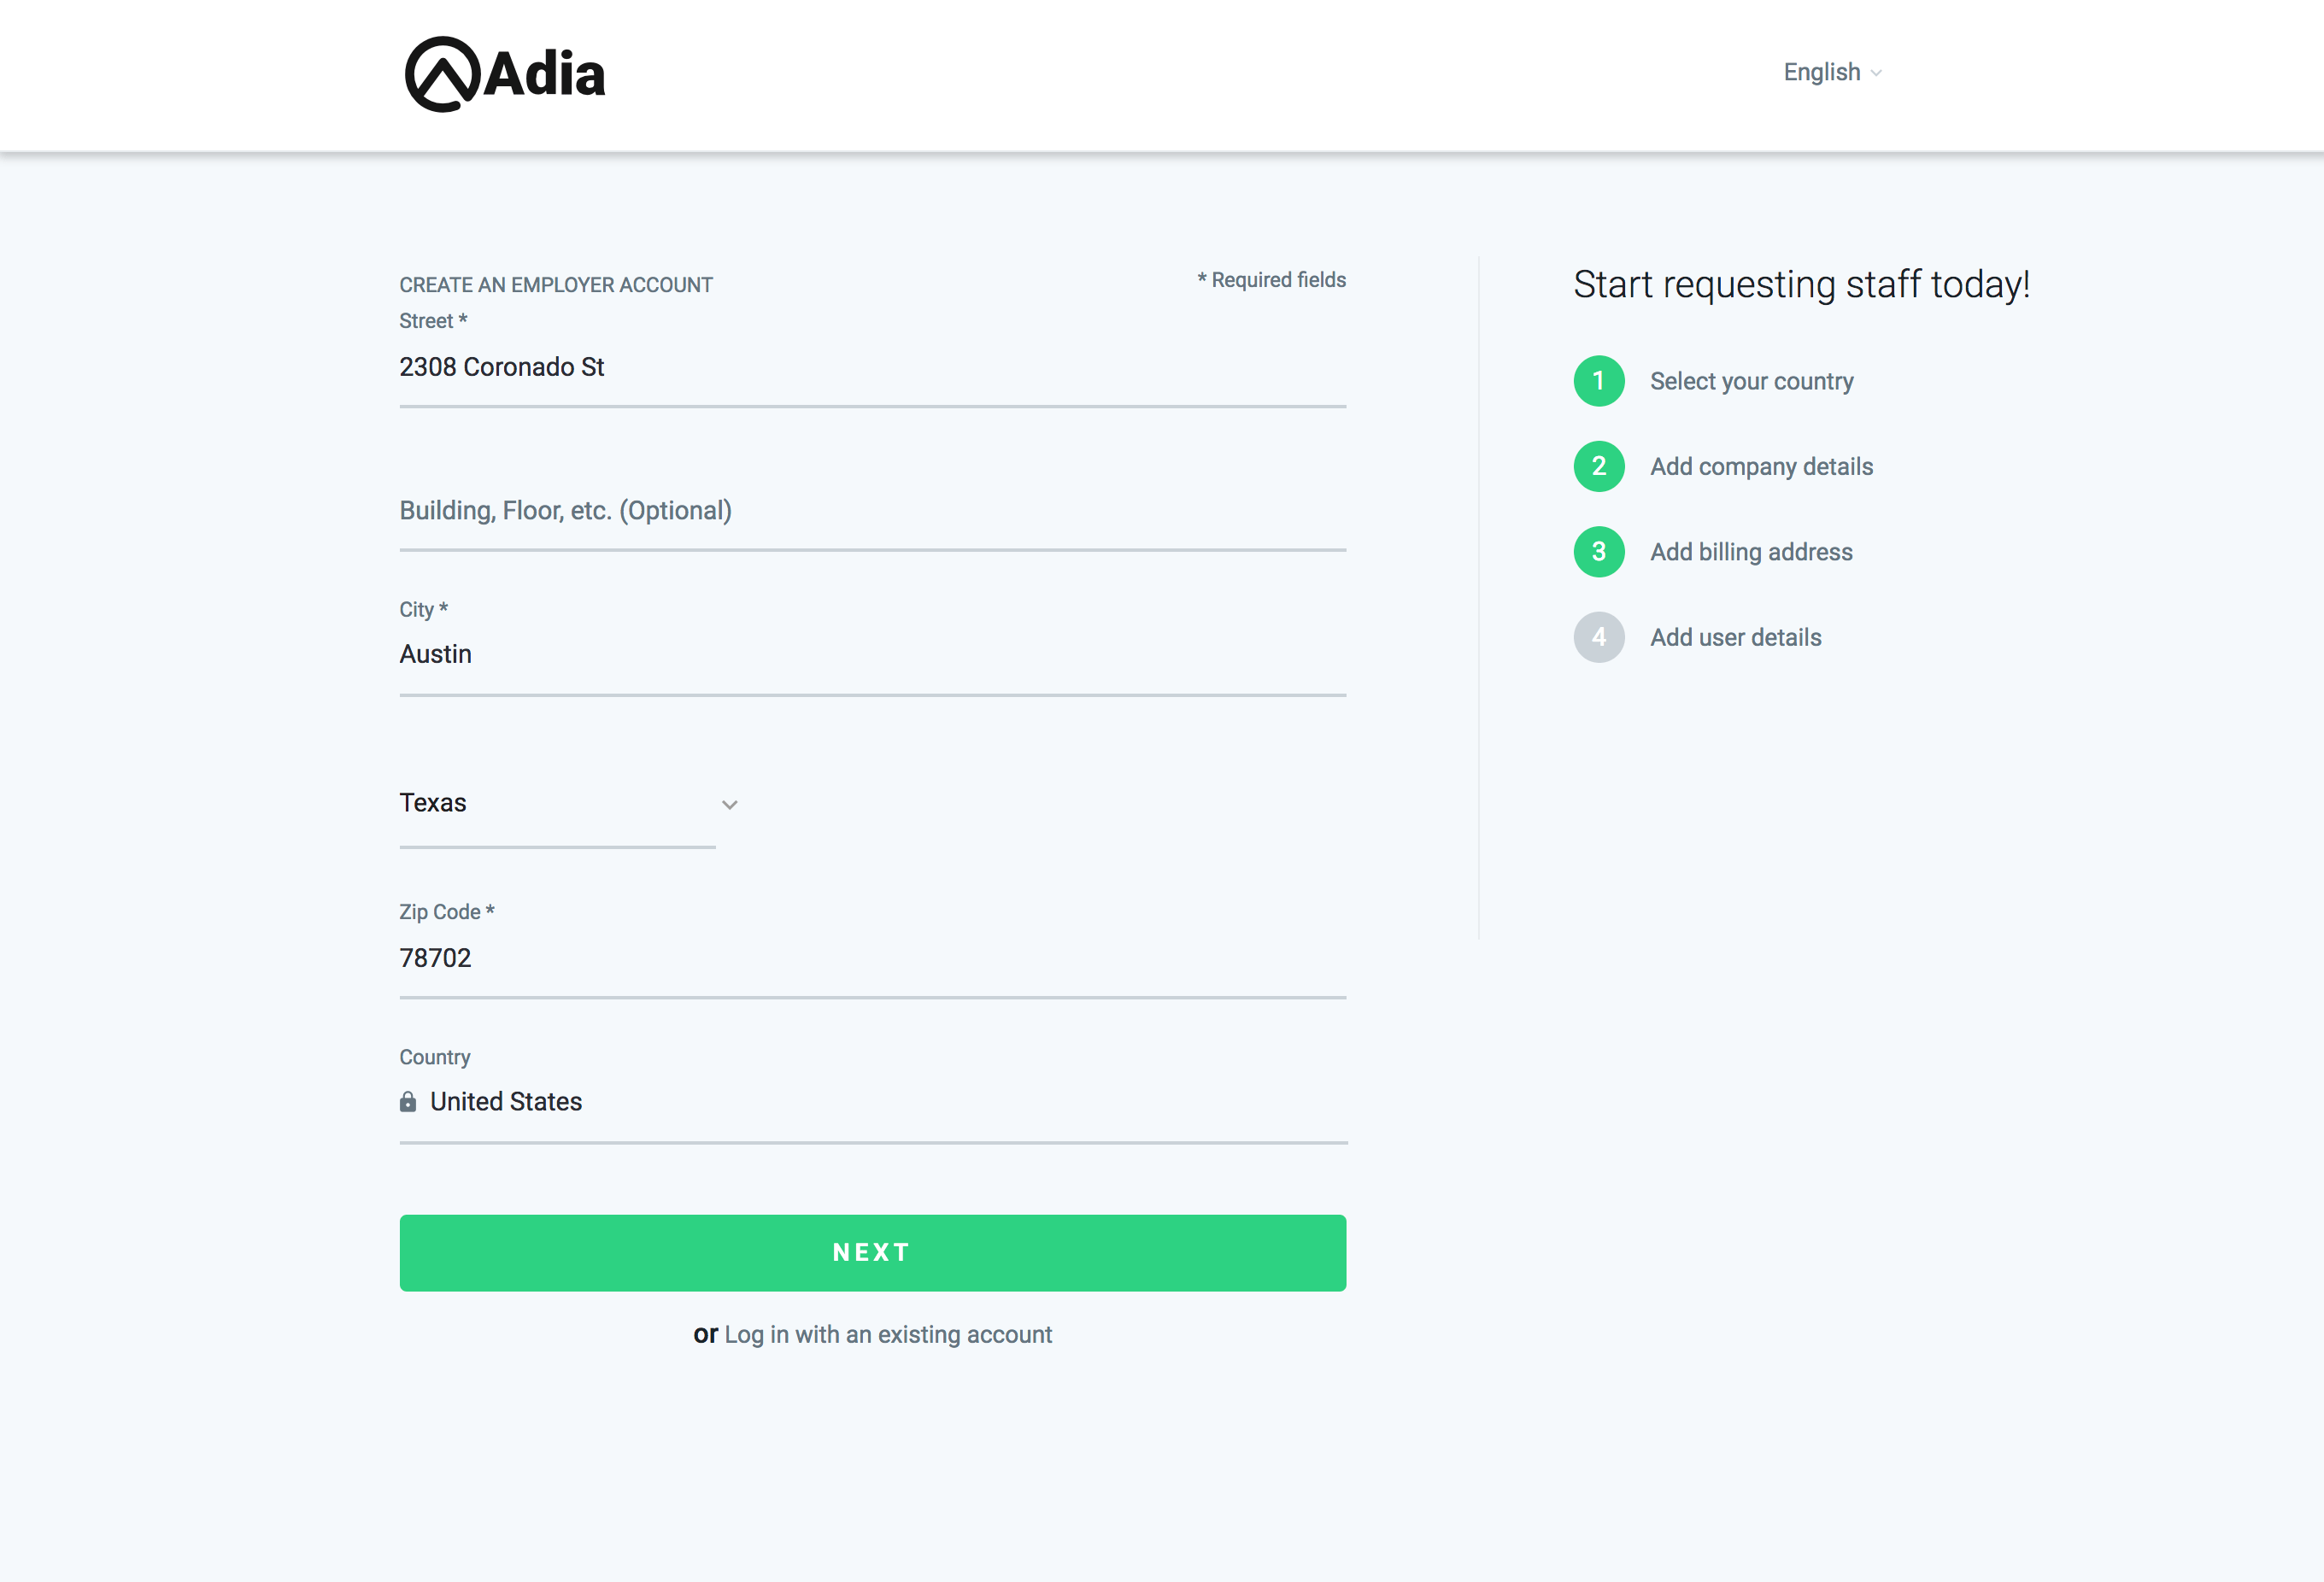 Adia
English
CREATE AN EMPLOYER ACCOUNT
* Required fields
Street *
2308 Coronado St
Building, Floor, etc. (Optional)
City *
Austin
Texas
Zip Code *
78702
Country
United States
NEXT
or Log in with an existing account
Start requesting staff today!
1 Select your country
2 Add company details
3 Add billing address
4 Add user details